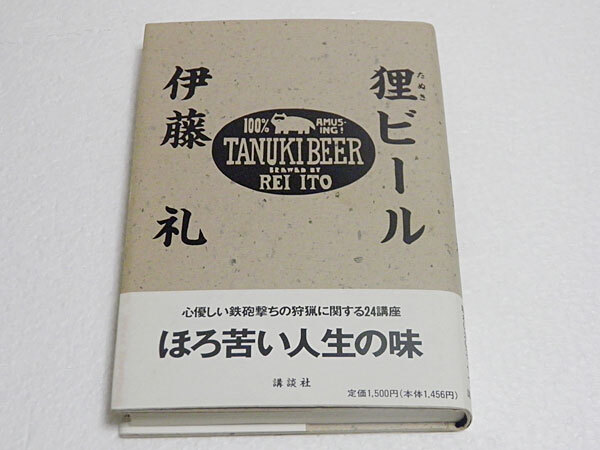 狸ビール
たぬき
伊藤 礼
100%
AMUS-
ING!
TANUKI BEER
BREWED BY
REI ITO
心優しい鉄砲撃ちの狩猟に関する24講座
ほろ苦い人生の味
講談社
定価1,500円(本体1,456円)